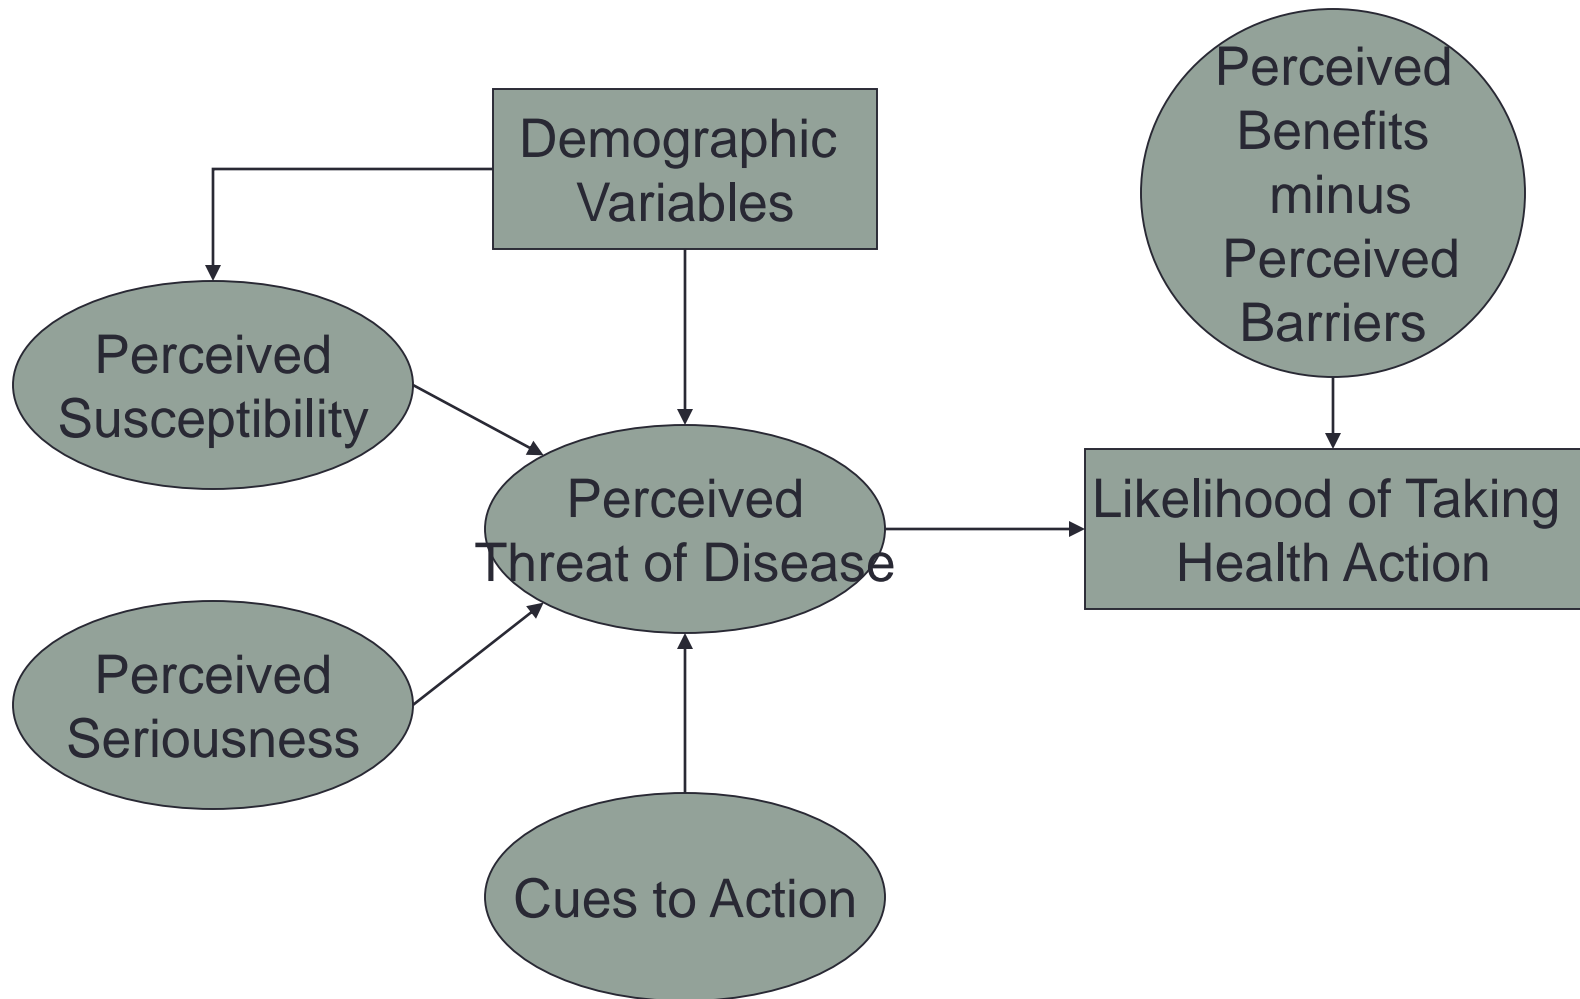 Demographic
Variables
Perceived
Benefits
minus
Perceived
Barriers
Perceived
Susceptibility
Perceived
Threat of Disease
Likelihood of Taking
Health Action
Perceived
Seriousness
Cues to Action